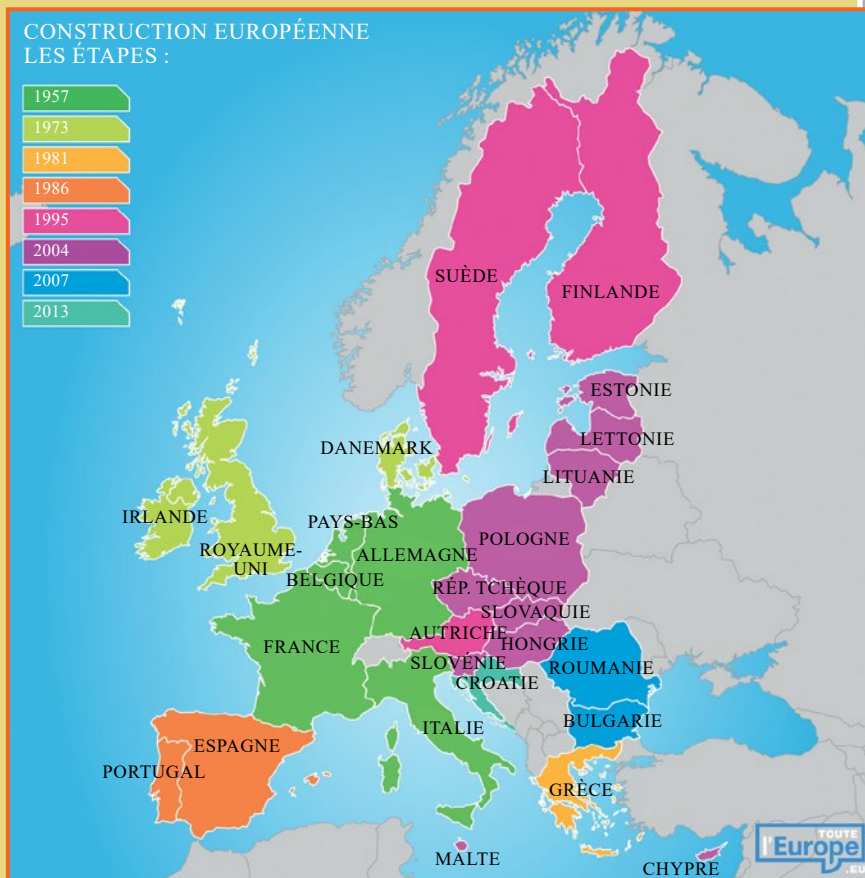 CONSTRUCTION EUROPÉENNE
LES ÉTAPES :
1957
1973
1981
1986
1995
2004
2007
2013
SUÈDE
FINLANDE
ESTONIE
LETTONIE
LITUANIE
DANEMARK
IRLANDE
ROYAUME-
UNI
PAYS-BAS
ALLEMAGNE
BELGIQUE
POLOGNE
RÉP. TCHÈQUE
SLOVAQUIE
AUTRICHE
HONGRIE
FRANCE
SLOVÉNIE
CROATIE
ROUMANIE
BULGARIE
ITALIE
ESPAGNE
PORTUGAL
GRÈCE
MALTE
CHYPRE
TOUTE
l'Europe
.EU